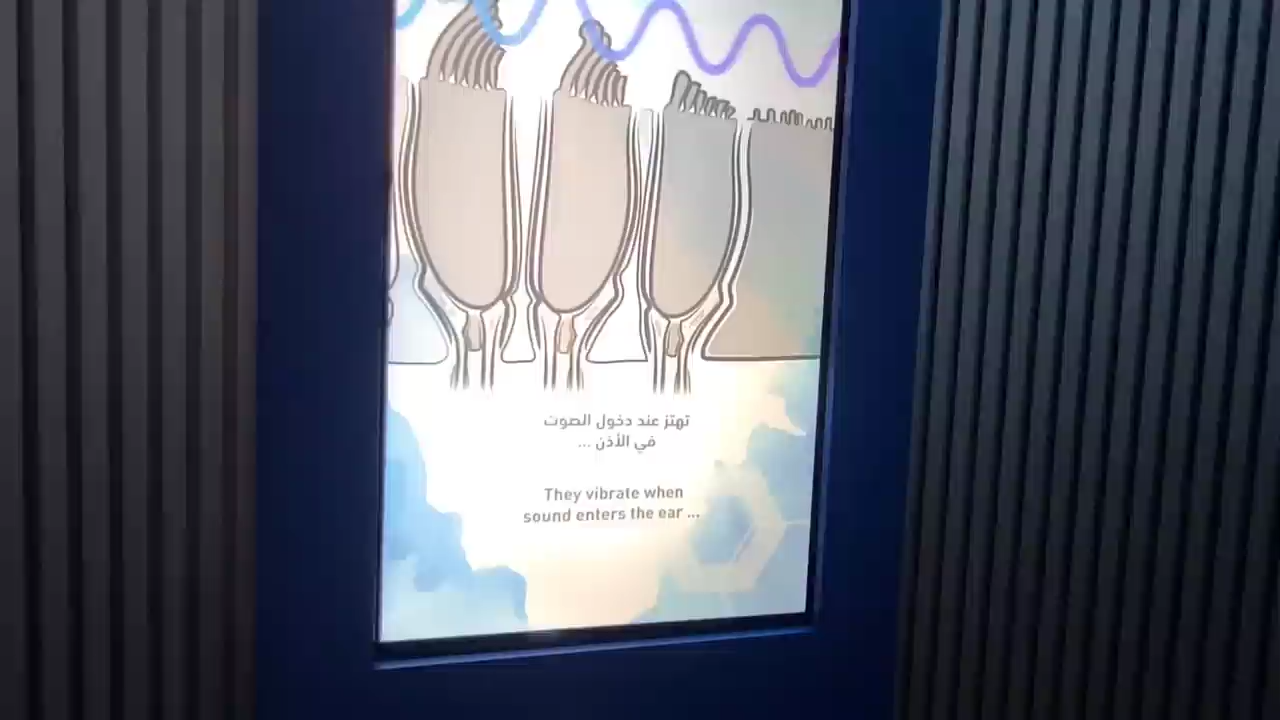 تهتز عند دخول الصوت
في الأذن ...
They vibrate when
sound enters the ear ...